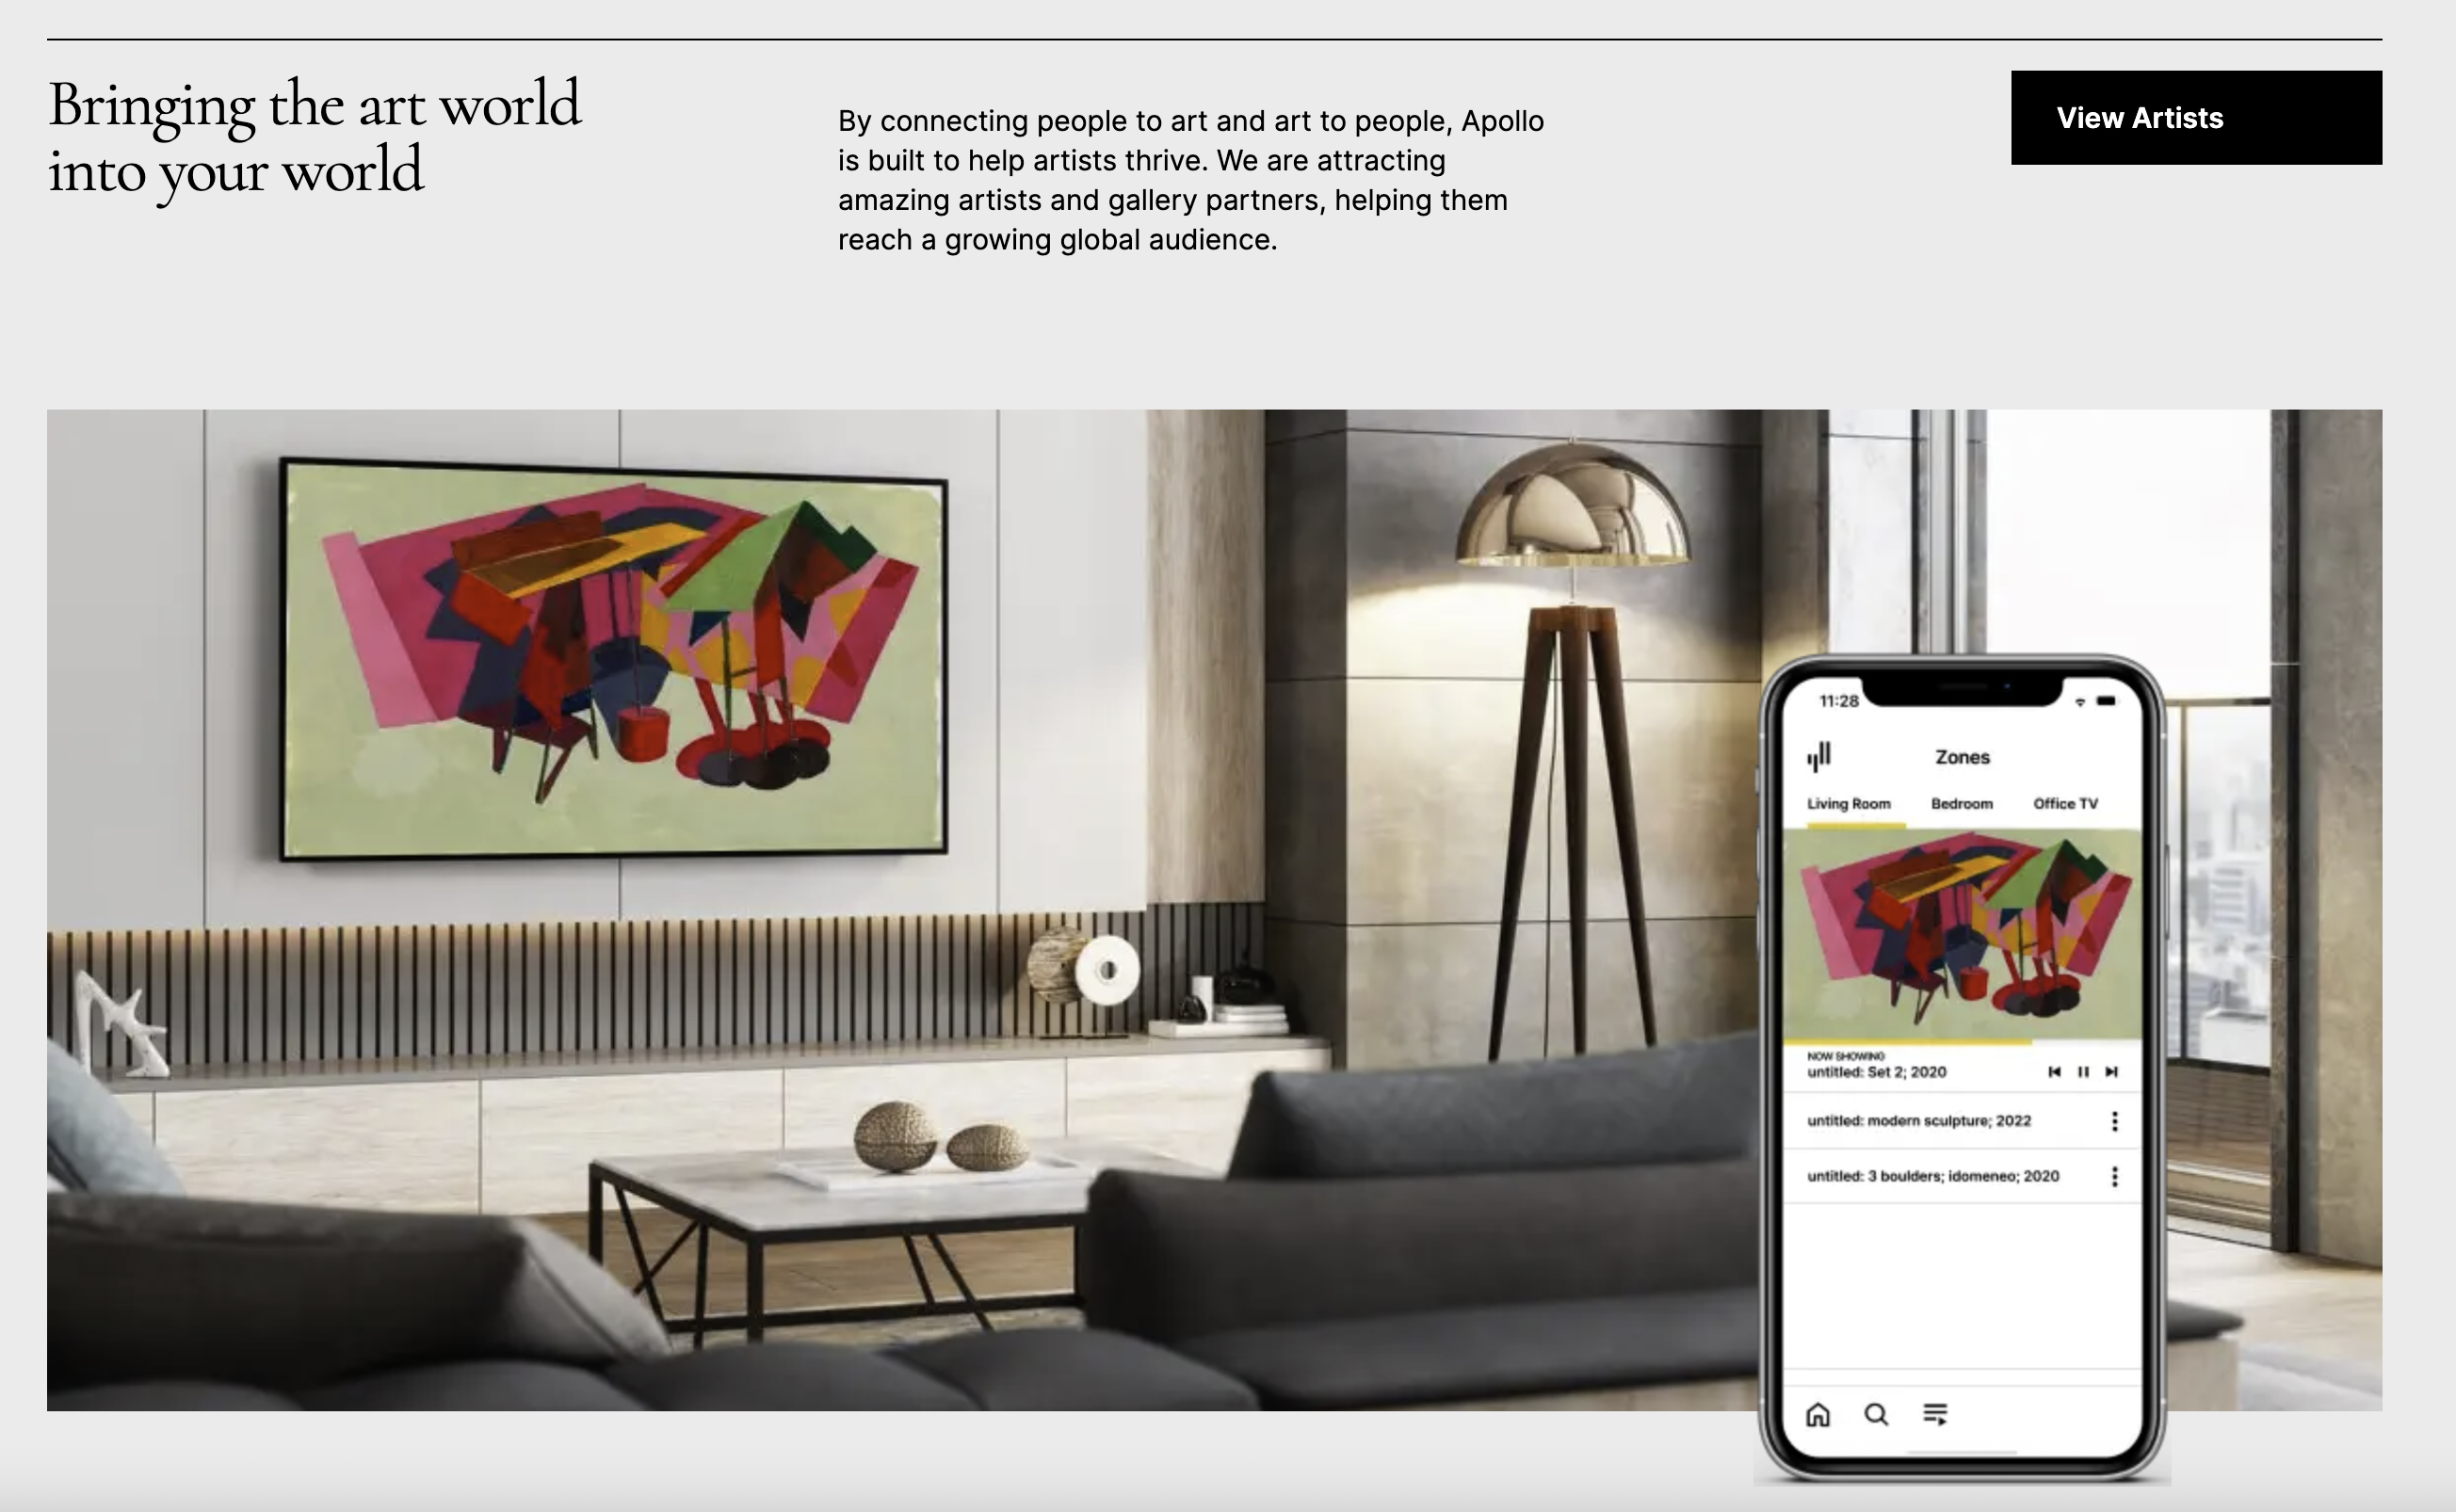 Bringing the art world
into your world
By connecting people to art and art to people, Apollo
is built to help artists thrive. We are attracting
amazing artists and gallery partners, helping them
reach a growing global audience.
View Artists
11:28
Zones
Living Room Bedroom Office TV
NOW SHOWING
untitled: Set 2; 2020
untitled: modern sculpture; 2022
untitled: 3 boulders; idomeneo; 2020